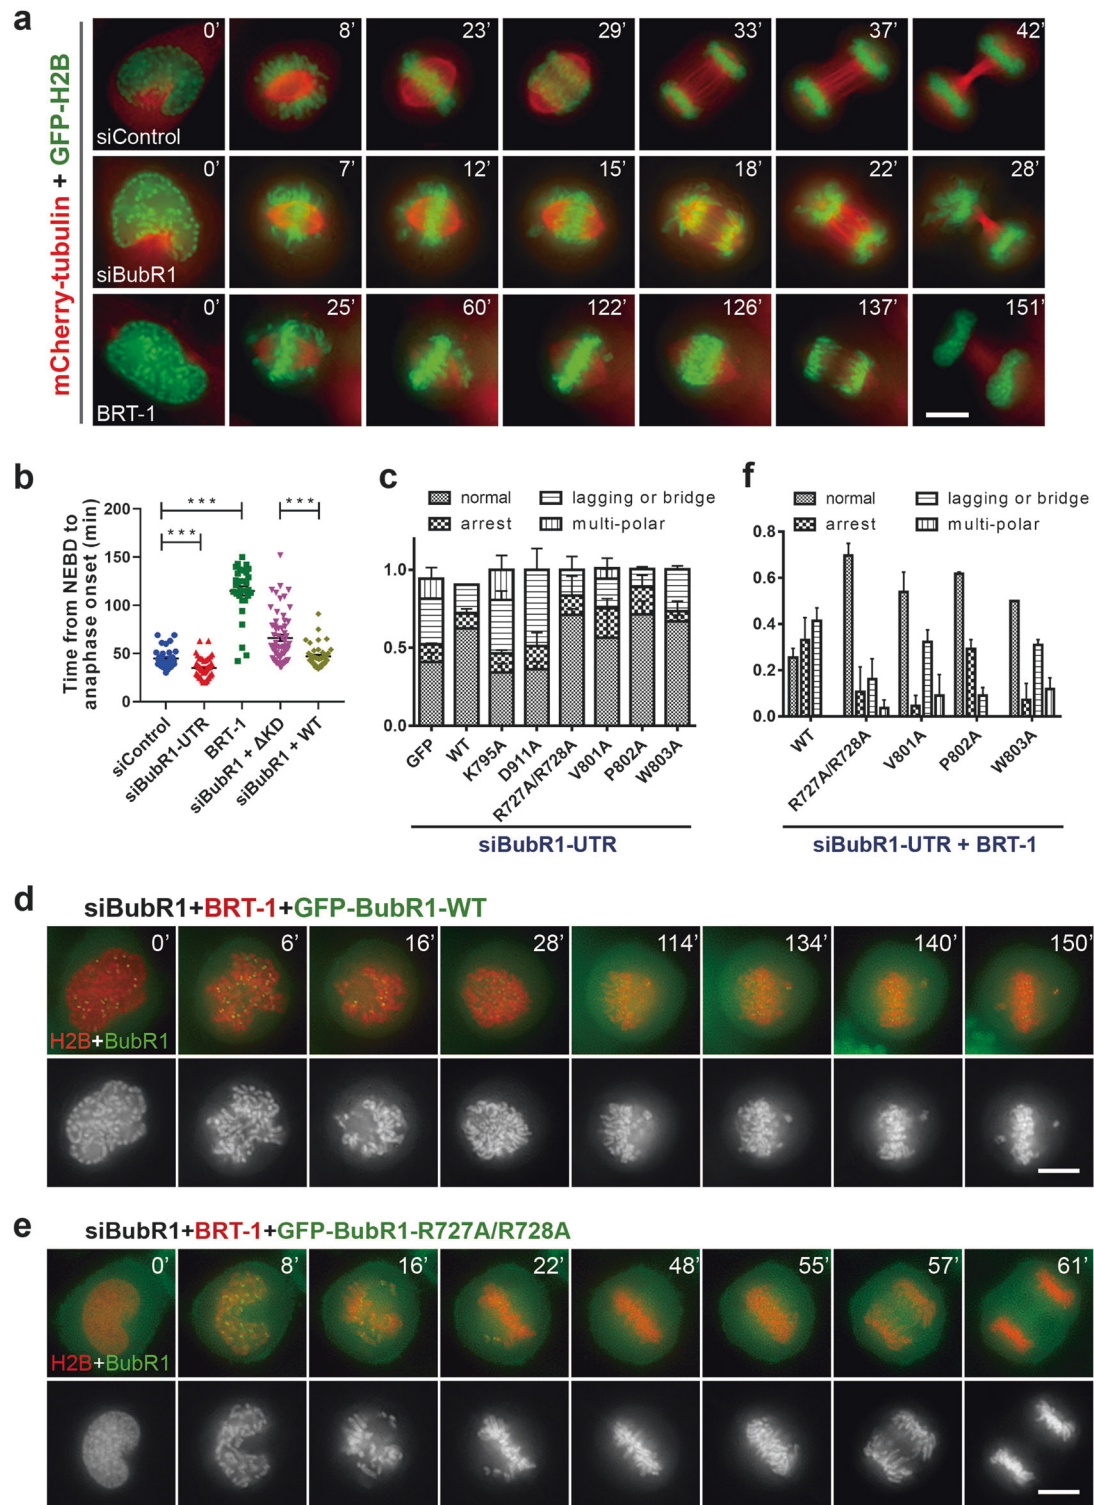 a
mCherry-tubulin + GFP-H2B
0’ 8’ 23’ 29’ 33’ 37’ 42’
siControl
0’ 7’ 12’ 15’ 18’ 22’ 28’
siBubR1
0’ 25’ 60’ 122’ 126’ 137’ 151’
BRT-1
b
Time from NEBD to
anaphase onset (min)
200
150
100
50
0
***
***
***
siControl
siBubR1-UTR
BRT-1
siBubR1 + ΔKD
siBubR1 + WT
c
normal
lagging or bridge
arrest
multi-polar
1.0
0.5
0.0
GFP
WT
K795A
D911A
R727A/R728A
V801A
P802A
W803A
siBubR1-UTR
f
normal
lagging or bridge
arrest
multi-polar
0.8
0.6
0.4
0.2
0.0
WT
R727A/R728A
V801A
P802A
W803A
siBubR1-UTR + BRT-1
d
siBubR1+BRT-1+GFP-BubR1-WT
0’ 6’ 16’ 28’ 114’ 134’ 140’ 150’
H2B+BubR1
e
siBubR1+BRT-1+GFP-BubR1-R727A/R728A
0’ 8’ 16’ 22’ 48’ 55’ 57’ 61’
H2B+BubR1